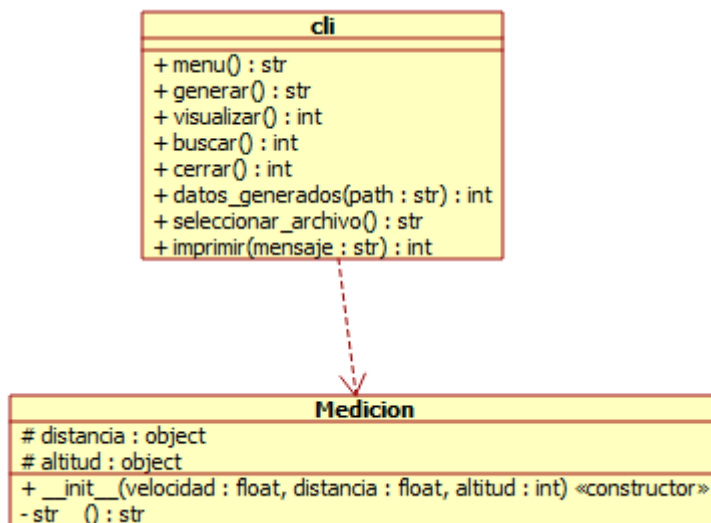 cli
+ menu() : str
+ generar() : str
+ visualizar() : int
+ buscar() : int
+ cerrar() : int
+ datos_generados(path : str) : int
+ seleccionar_archivo() : str
+ imprimir(mensaje : str) : int
Medicion
# distancia : object
# altitud : object
+ __init__(velocidad : float, distancia : float, altitud : int) «constructor»
- str__() : str